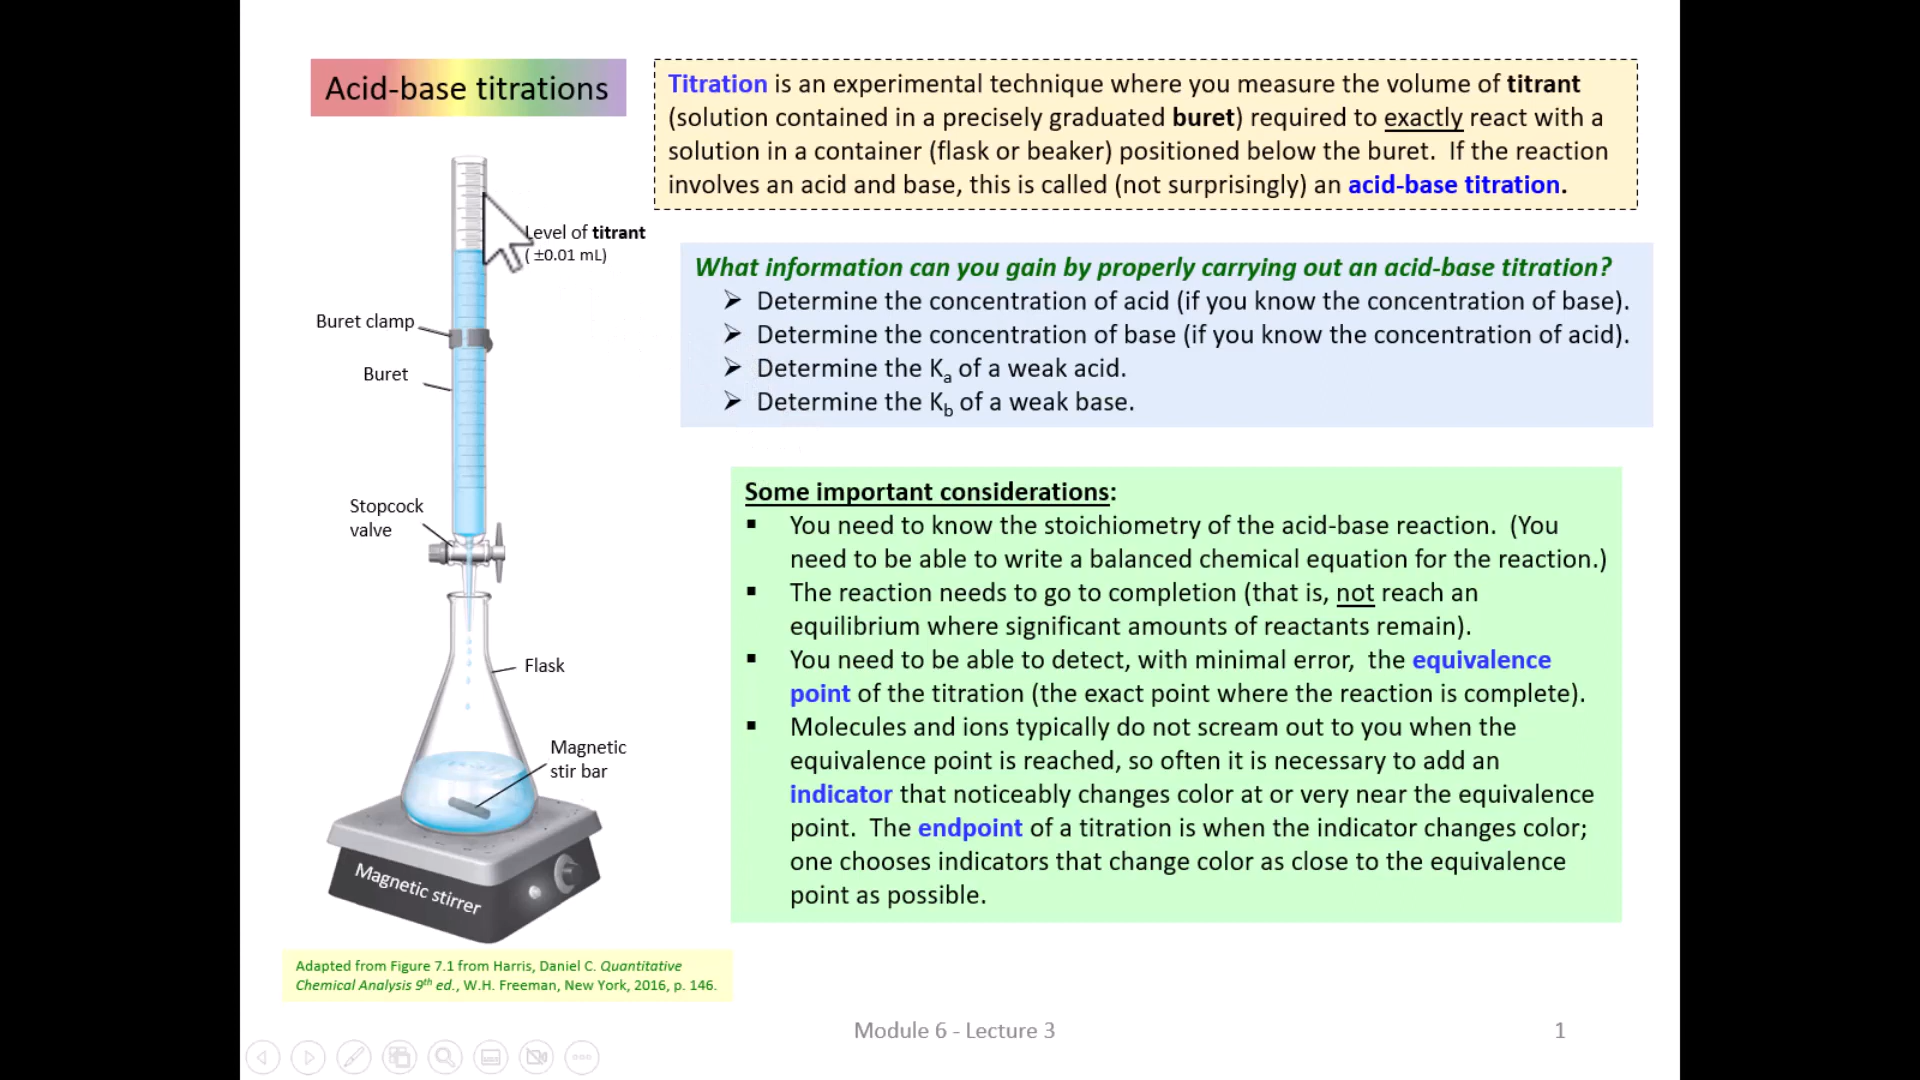 Acid-base titrations
Titration is an experimental technique where you measure the volume of titrant
(solution contained in a precisely graduated buret) required to exactly react with a
solution in a container (flask or beaker) positioned below the buret.  If the reaction
involves an acid and base, this is called (not surprisingly) an acid-base titration.
Level of titrant
( ±0.01 mL)
Buret clamp
Buret
Stopcock
valve
Flask
Magnetic
stir bar
Magnetic stirrer
What information can you gain by properly carrying out an acid-base titration?
➢ Determine the concentration of acid (if you know the concentration of base).
➢ Determine the concentration of base (if you know the concentration of acid).
➢ Determine the Ka of a weak acid.
➢ Determine the Kb of a weak base.
Some important considerations:
▪ You need to know the stoichiometry of the acid-base reaction.  (You
need to be able to write a balanced chemical equation for the reaction.)
▪ The reaction needs to go to completion (that is, not reach an
equilibrium where significant amounts of reactants remain).
▪ You need to be able to detect, with minimal error,  the equivalence
point of the titration (the exact point where the reaction is complete).
▪ Molecules and ions typically do not scream out to you when the
equivalence point is reached, so often it is necessary to add an
indicator that noticeably changes color at or very near the equivalence
point.  The endpoint of a titration is when the indicator changes color;
one chooses indicators that change color as close to the equivalence
point as possible.
Adapted from Figure 7.1 from Harris, Daniel C. Quantitative
Chemical Analysis 9th ed., W.H. Freeman, New York, 2016, p. 146.
Module 6 - Lecture 3
1